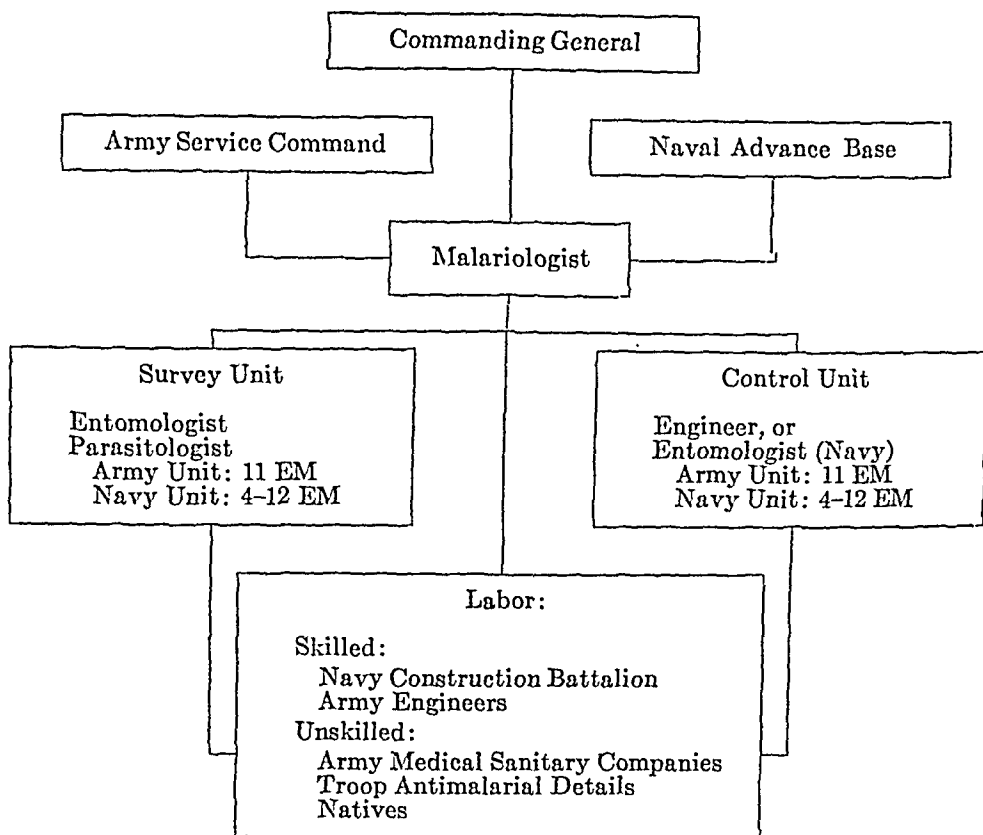 Commanding General
Army Service Command
Naval Advance Base
Malariologist
Survey Unit
Entomologist
Parasitologist
Army Unit: 11 EM
Navy Unit: 4–12 EM
Control Unit
Engineer, or
Entomologist (Navy)
Army Unit: 11 EM
Navy Unit: 4–12 EM
Labor:
Skilled:
Navy Construction Battalion
Army Engineers
Unskilled:
Army Medical Sanitary Companies
Troop Antimalarial Details
Natives